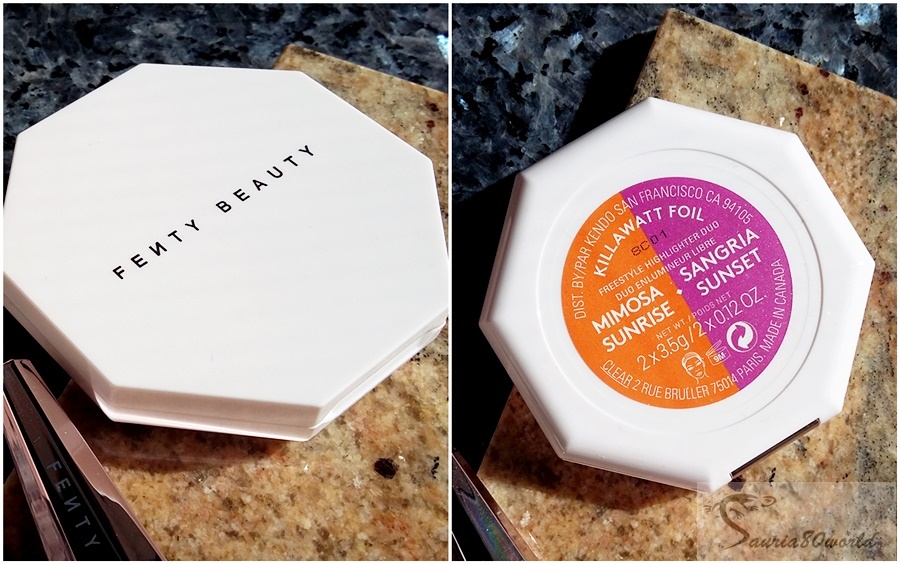 FENTY BEAUTY
FENTY
DIST. BY/PAR KENDO SAN FRANCISCO CA 94105
KILLAWATT FOIL
8C01
FREESTYLE HIGHLIGHTER DUO
DUO ENLUMINEUR LIBRE
MIMOSA SUNRISE
SANGRIA SUNSET
NET WT / POIDS NET
2 x 3.5g / 2 x 0.12 OZ.
9M
CLEAR 2 RUE BRULLER 75014 PARIS. MADE IN CANADA
Sauria80world